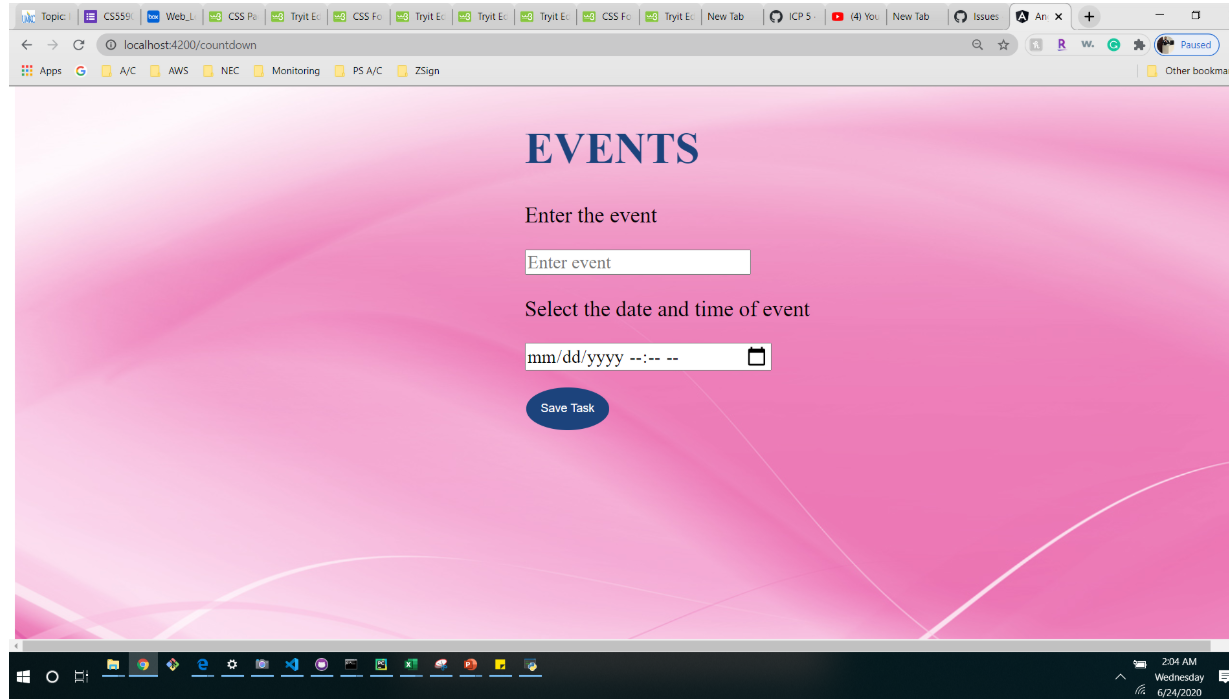 Topic: CS559( Web_L CSS Pa Tryit Ec CSS Fo Tryit Ec Tryit Ec Tryit Ec CSS Fo Tryit Ec New Tab ICP 5 - (4) You New Tab Issues An
localhost:4200/countdown Paused
Apps A/C AWS NEC Monitoring PS A/C ZSign Other bookma
EVENTS
Enter the event
Enter event
Select the date and time of event
mm/dd/yyyy --:-- --
Save Task
2:04 AM
Wednesday
6/24/2020